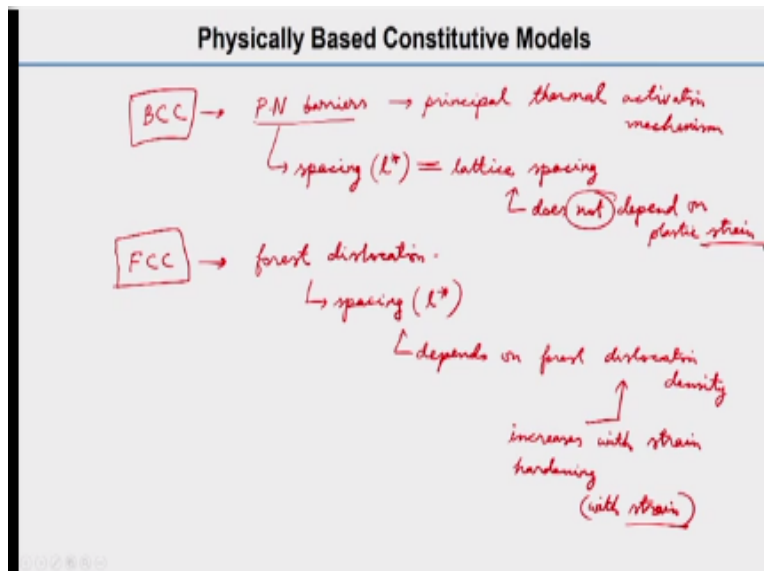 Physically Based Constitutive Models
BCC → P.N barriers → principal thermal activation
mechanism
↳ spacing (l*) = lattice spacing
↳ does not depend on
plastic strain
FCC → forest dislocation.
↳ spacing (l*)
↳ depends on forest dislocation
density
increases with strain
hardening
(with strain)